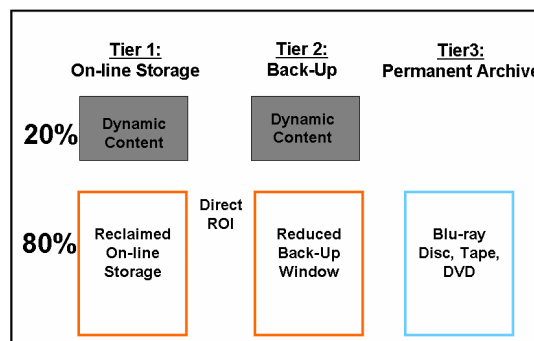 Tier 1:
On-line Storage
Tier 2:
Back-Up
Tier3:
Permanent Archive
20%
Dynamic
Content
Dynamic
Content
80%
Reclaimed
On-line
Storage
Direct
ROI
Reduced
Back-Up
Window
Blu-ray
Disc, Tape,
DVD